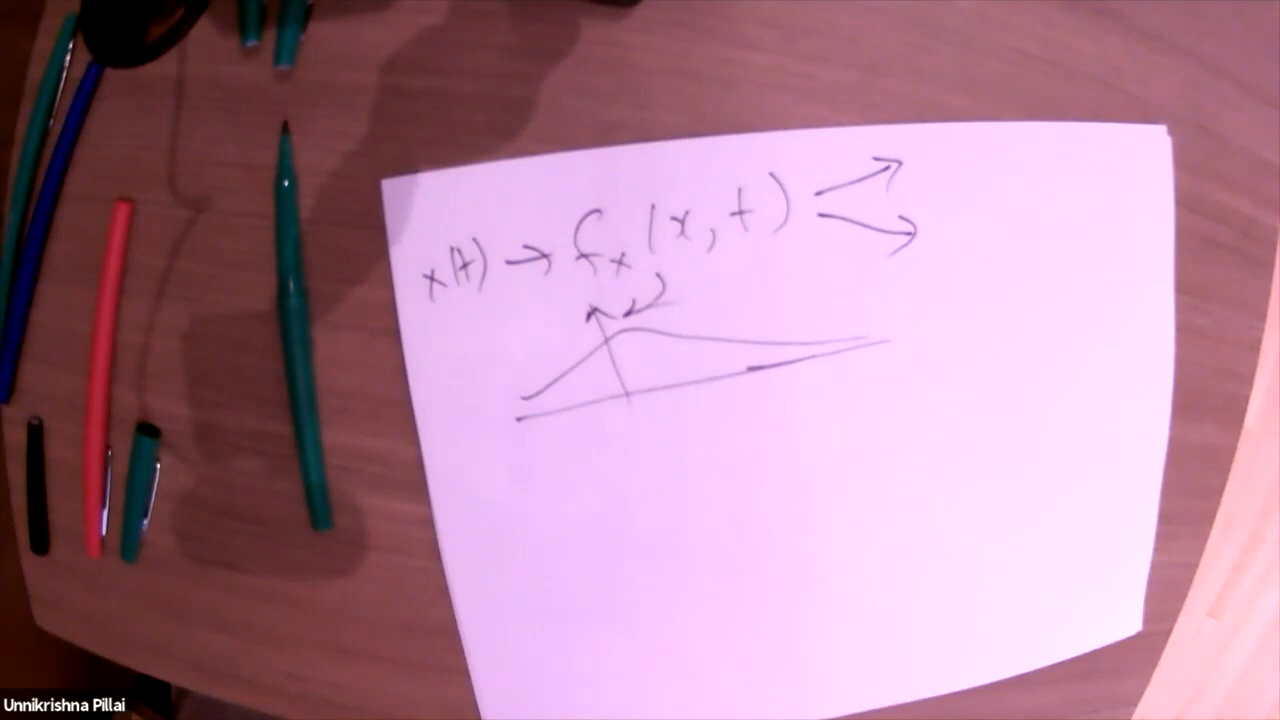 x(t) → fₓ(x, t)
Unnikrishna Pillai